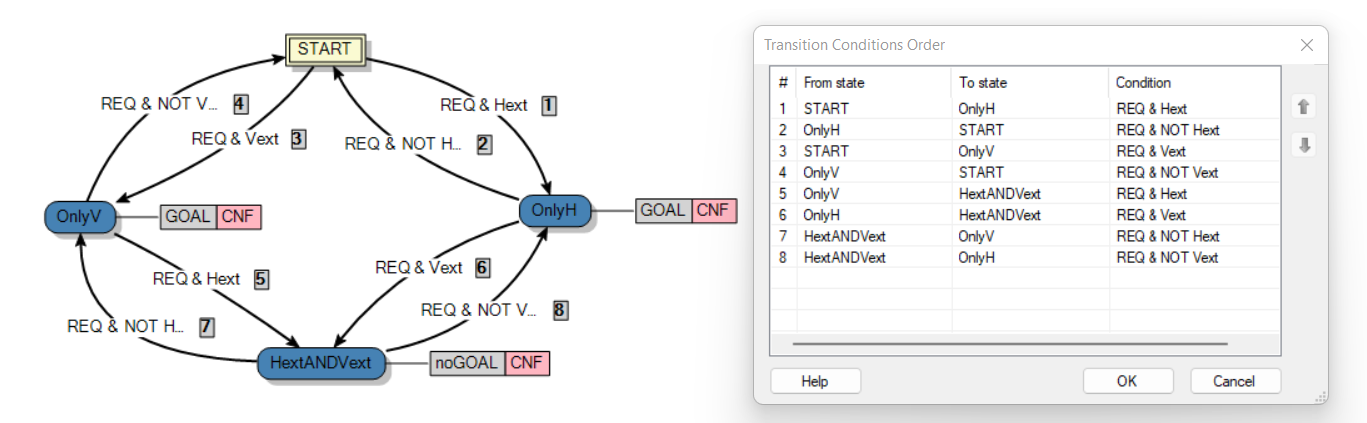 START
REQ & NOT V... 4
REQ & Hext 1
REQ & Vext 3
REQ & NOT H... 2
OnlyV
GOAL CNF
OnlyH
GOAL CNF
REQ & Hext 5
REQ & Vext 6
REQ & NOT H... 7
REQ & NOT V... 8
HextANDVext
noGOAL CNF
Transition Conditions Order
# From state To state Condition
1 START OnlyH REQ & Hext
2 OnlyH START REQ & NOT Hext
3 START OnlyV REQ & Vext
4 OnlyV START REQ & NOT Vext
5 OnlyV HextANDVext REQ & Hext
6 OnlyH HextANDVext REQ & Vext
7 HextANDVext OnlyV REQ & NOT Hext
8 HextANDVext OnlyH REQ & NOT Vext
Help OK Cancel